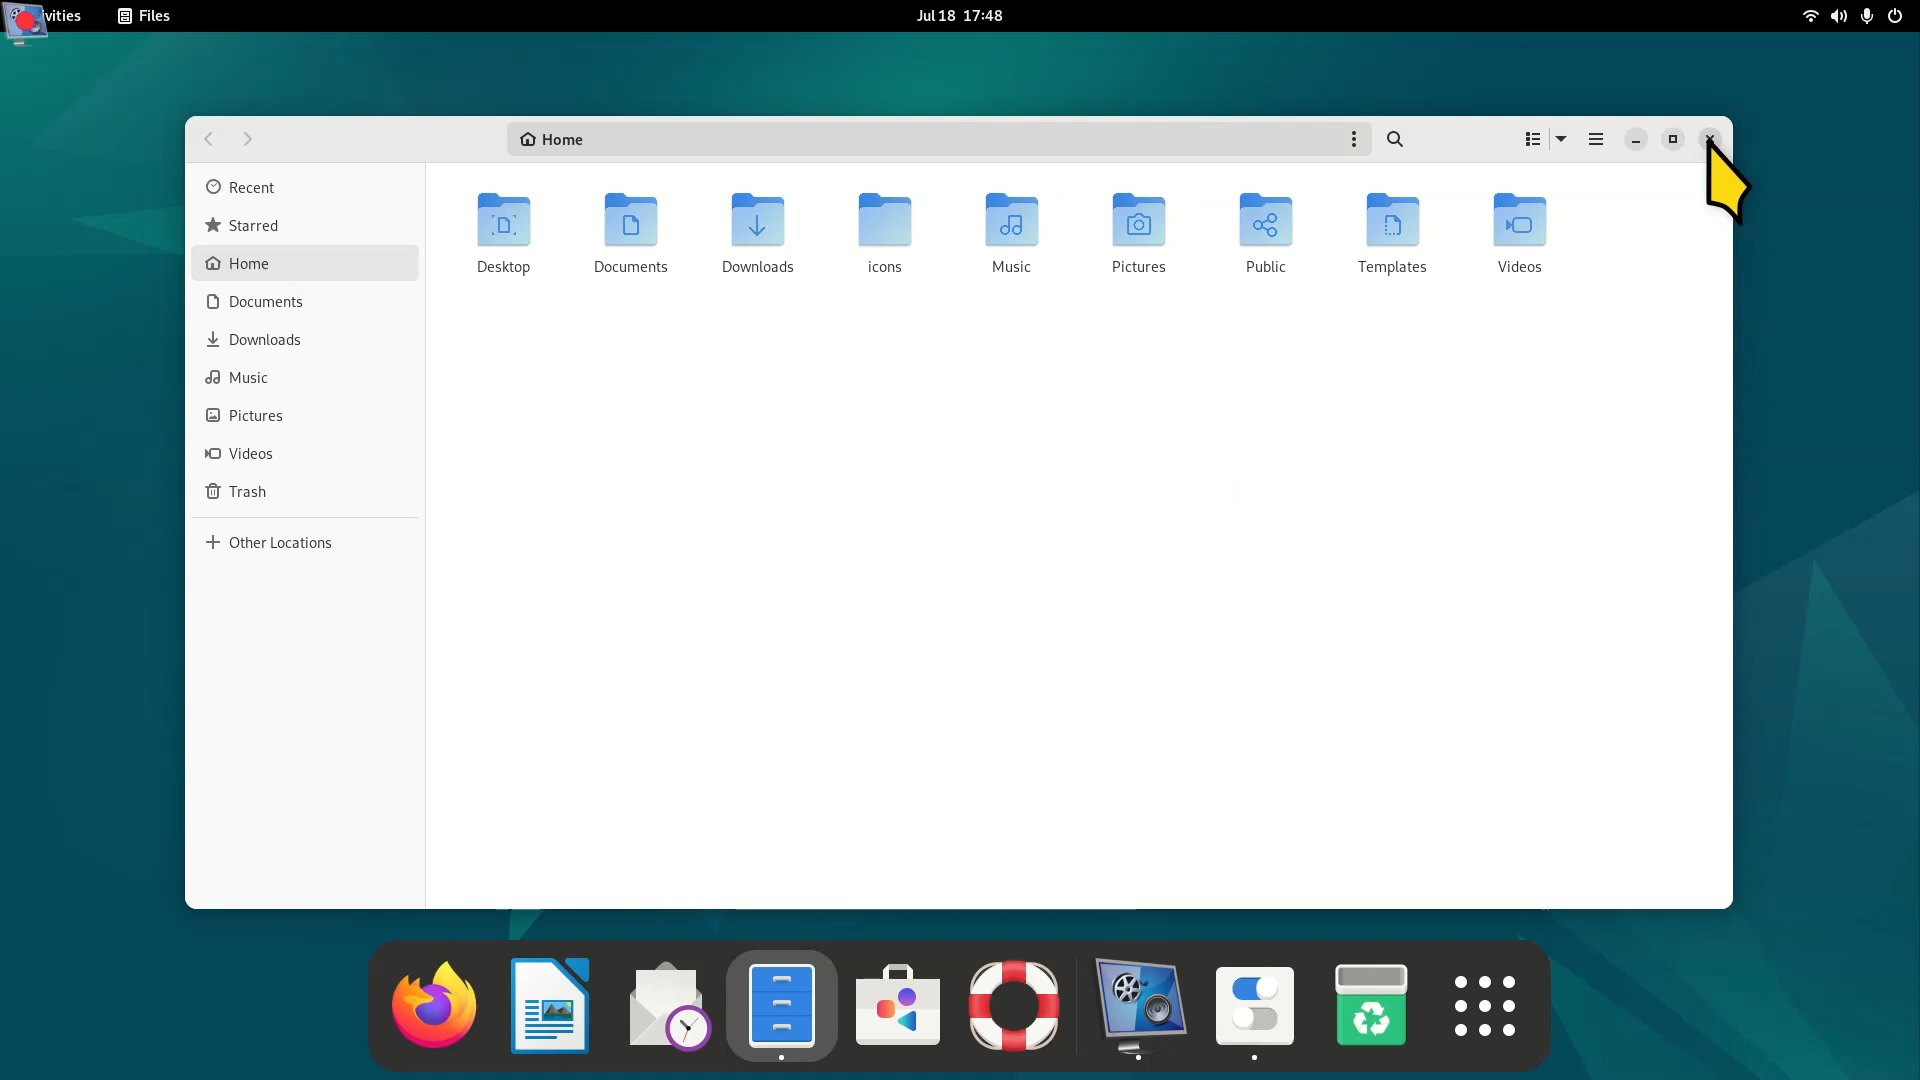 vities
Files
Jul 18 17:48
Home
Recent
Starred
Home
Documents
Downloads
Music
Pictures
Videos
Trash
Other Locations
Desktop
Documents
Downloads
icons
Music
Pictures
Public
Templates
Videos